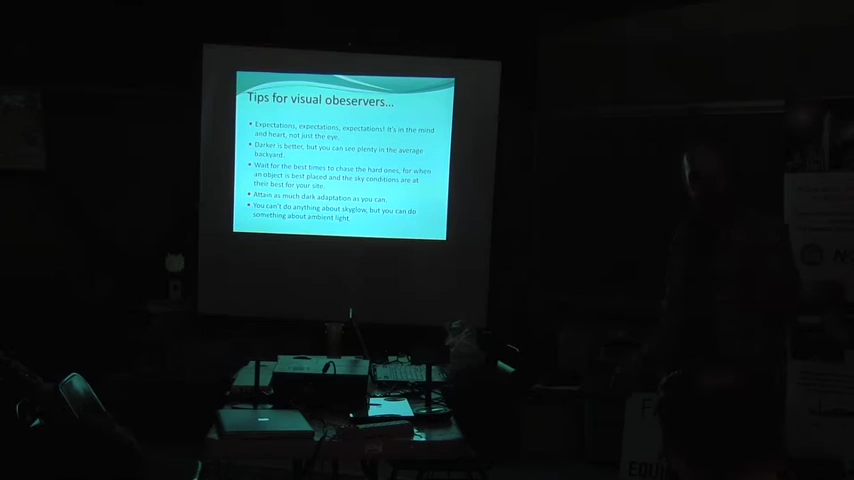 Tips for visual obeservers...
• Expectations, expectations, expectations! It's in the mind
and heart, not just the eye.
• Darker is better, but you can see plenty in the average
backyard.
• Wait for the best times to chase the hard ones, for when
an object is best placed and the sky conditions are at
their best for your site.
• Attain as much dark adaptation as you can,
• You can't do anything about skyglow, but you can do
something about ambient light.